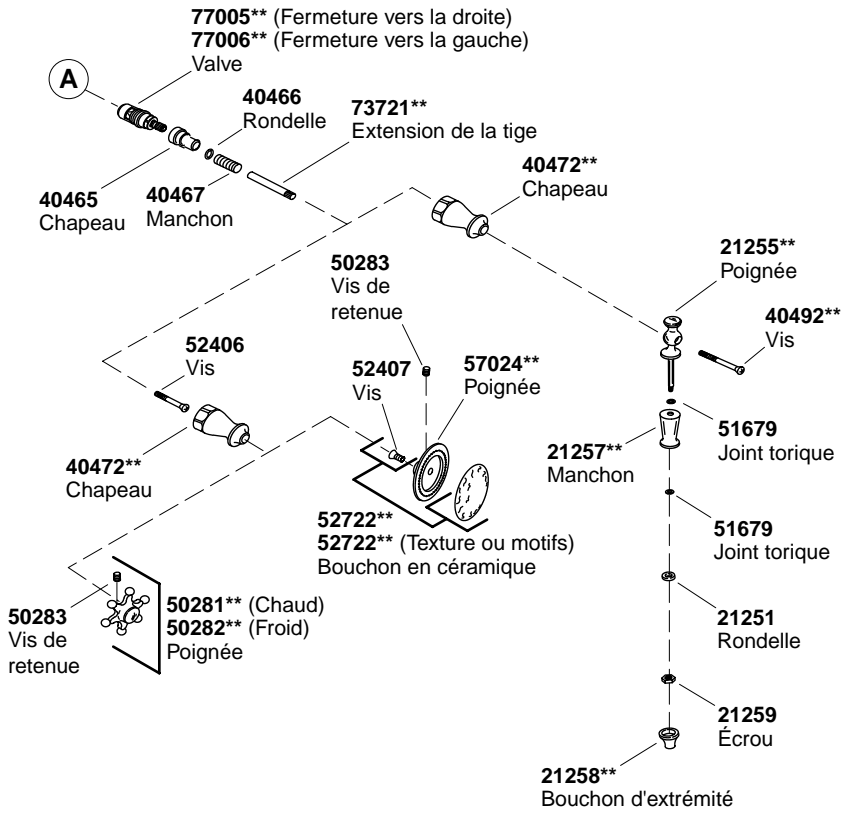 77005** (Fermeture vers la droite)
77006** (Fermeture vers la gauche)
Valve
A
40466
Rondelle
73721**
Extension de la tige
40465
Chapeau
40467
Manchon
40472**
Chapeau
21255**
Poignée
40492**
Vis
50283
Vis de
retenue
52406
Vis
52407
Vis
57024**
Poignée
40472**
Chapeau
21257**
Manchon
51679
Joint torique
52722**
52722** (Texture ou motifs)
Bouchon en céramique
51679
Joint torique
50283
Vis de
retenue
50281** (Chaud)
50282** (Froid)
Poignée
21251
Rondelle
21259
Écrou
21258**
Bouchon d'extrémité